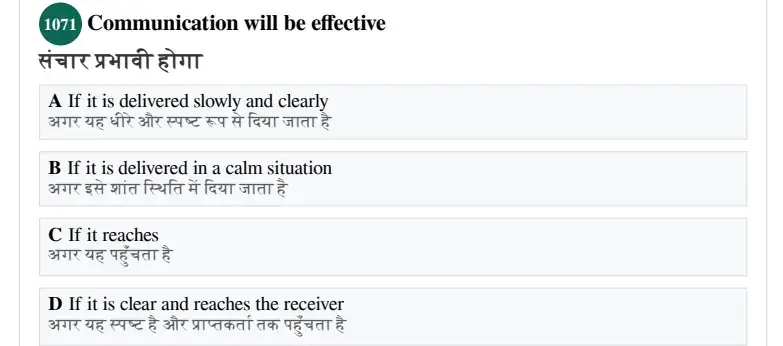 1071 Communication will be effective
संचार प्रभावी होगा
A If it is delivered slowly and clearly
अगर यह धीरे और स्पष्ट रूप से दिया जाता है
B If it is delivered in a calm situation
अगर इसे शांत स्थिति में दिया जाता है
C If it reaches
अगर यह पहुँचता है
D If it is clear and reaches the receiver
अगर यह स्पष्ट है और प्राप्तकर्ता तक पहुँचता है